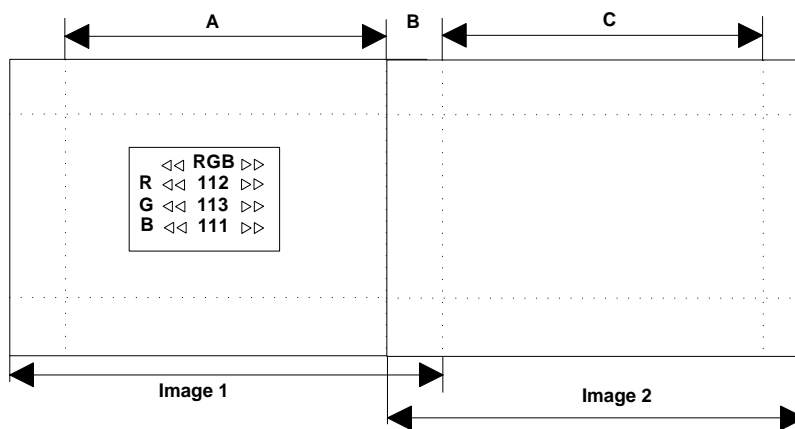 A B C
◁◁ RGB ▷▷
R ◁◁ 112 ▷▷
G ◁◁ 113 ▷▷
B ◁◁ 111 ▷▷
Image 1
Image 2